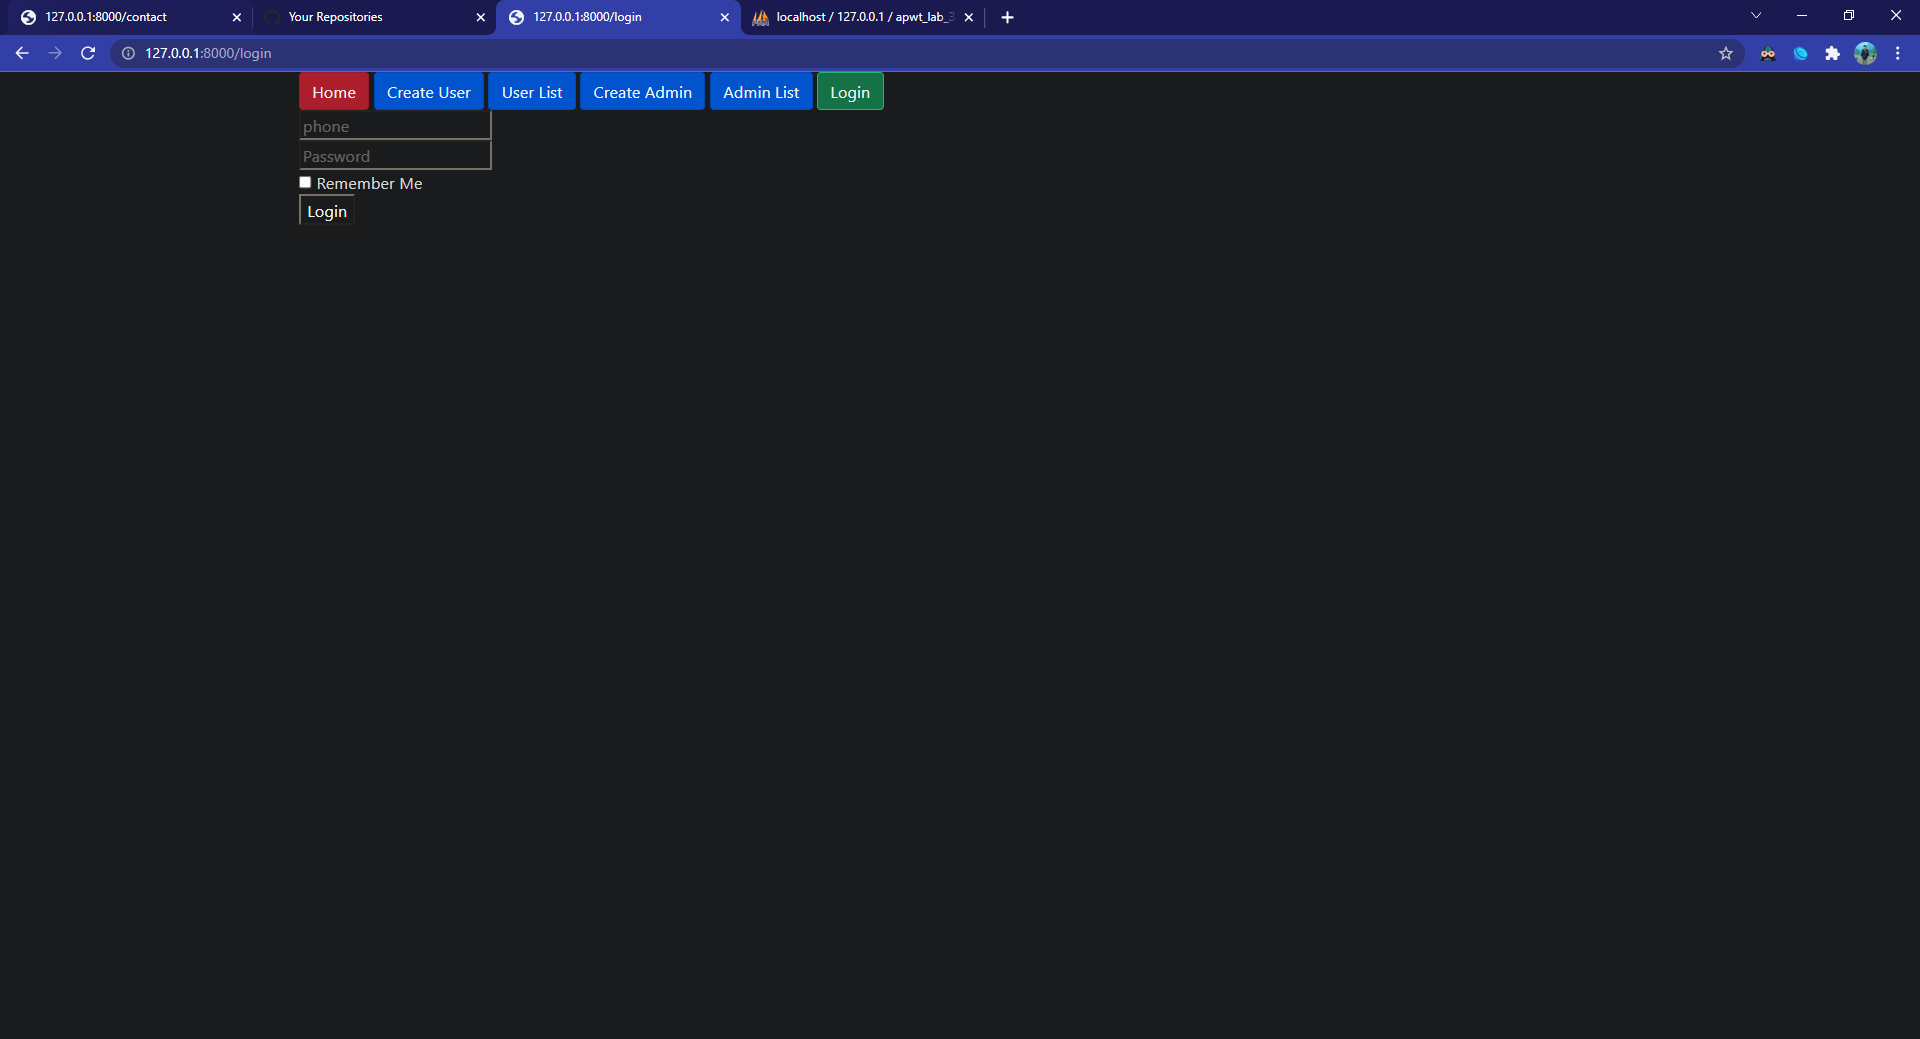 127.0.0.1:8000/contact
Your Repositories
127.0.0.1:8000/login
localhost / 127.0.0.1 / apwt_lab_3
127.0.0.1:8000/login
Home Create User User List Create Admin Admin List Login
phone
Password
Remember Me
Login